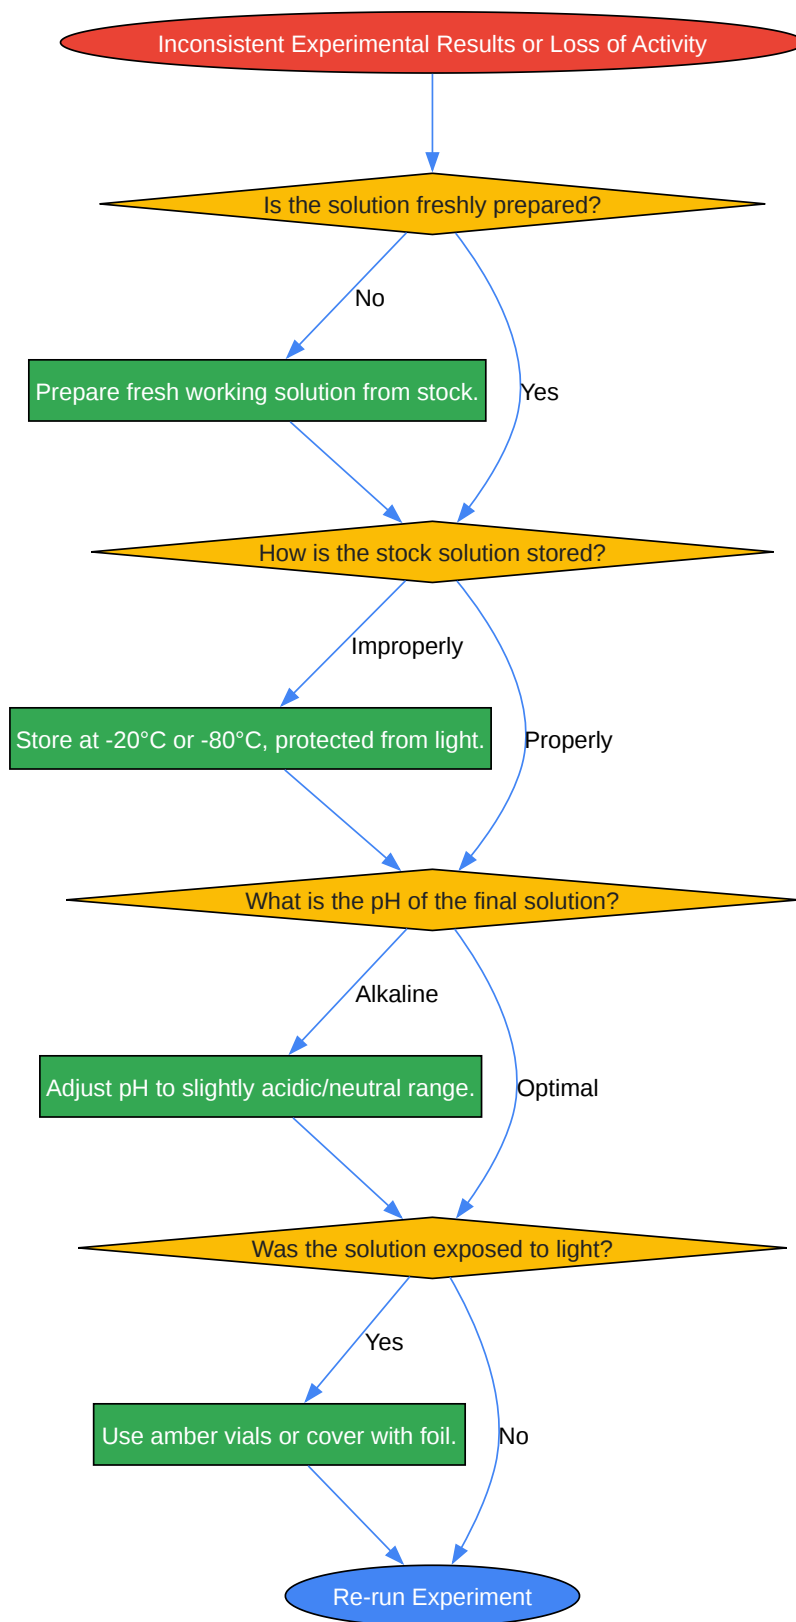 Inconsistent Experimental Results or Loss of Activity
Is the solution freshly prepared?
No
Prepare fresh working solution from stock.
Yes
How is the stock solution stored?
Improperly
Store at -20°C or -80°C, protected from light.
Properly
What is the pH of the final solution?
Alkaline
Adjust pH to slightly acidic/neutral range.
Optimal
Was the solution exposed to light?
Yes
Use amber vials or cover with foil.
No
Re-run Experiment